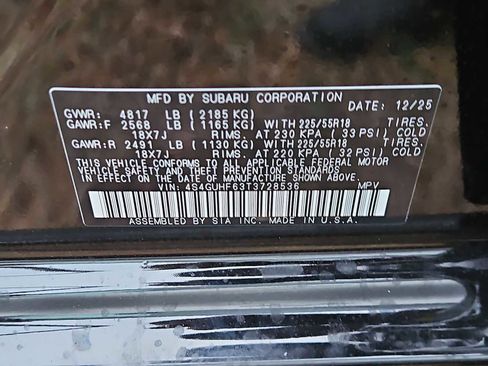 MFD BY SUBARU CORPORATION DATE: 12/25
GVWR: 4817 LB (2185 KG)
GAWR:F 2568 LB (1165 KG) WITH 225/55R18 TIRES,
18X7J RIMS, AT 230 KPA (33 PSI) COLD
GAWR:R 2491 LB (1130 KG) WITH 225/55R18 TIRES,
18X7J RIMS, AT 220 KPA (32 PSI) COLD
THIS VEHICLE CONFORMS TO ALL APPLICABLE FEDERAL MOTOR
VEHICLE SAFETY AND THEFT PREVENTION STANDARDS
IN EFFECT ON THE DATE OF MANUFACTURE SHOWN ABOVE.
VIN: 4S4GUHF63T3728536 MPV
ASSEMBLED BY SIA INC. MADE IN U.S.A.